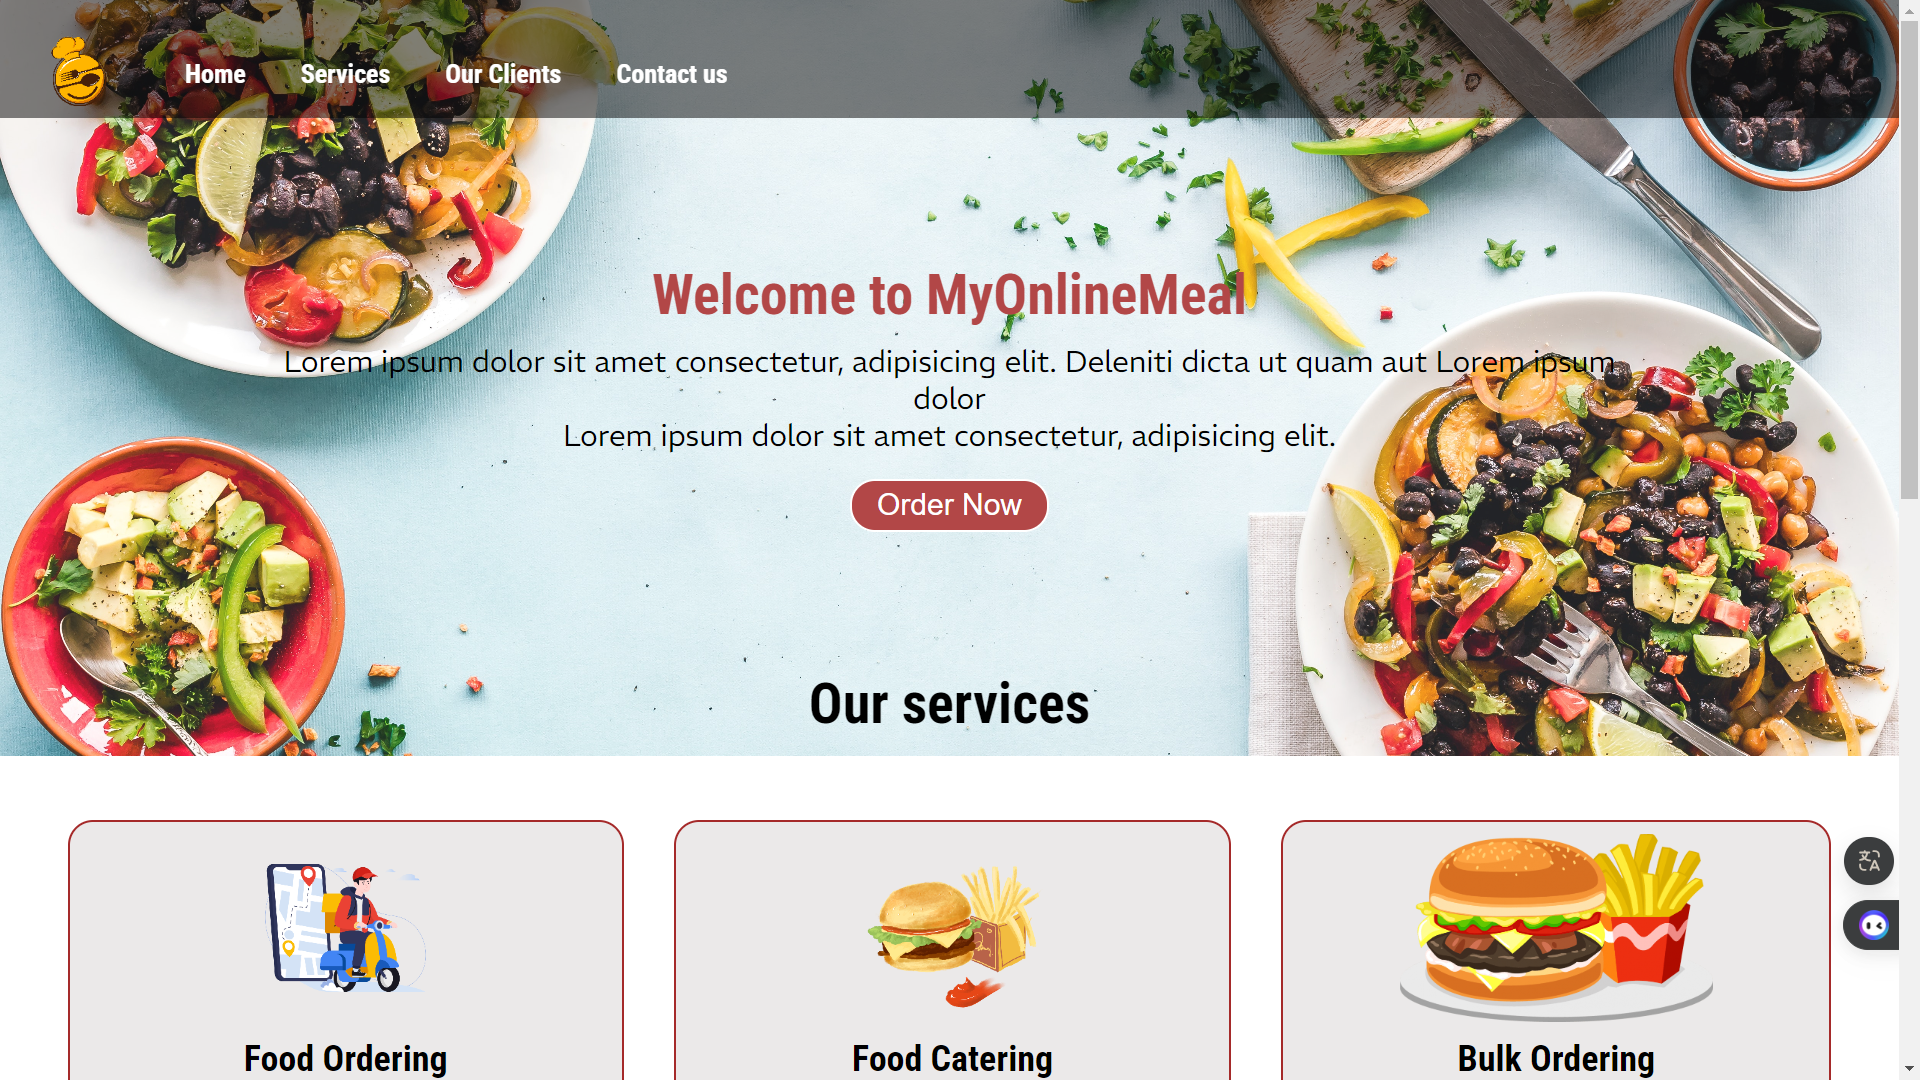 Home
Services
Our Clients
Contact us
Welcome to MyOnlineMeal
Lorem ipsum dolor sit amet consectetur, adipisicing elit. Deleniti dicta ut quam aut Lorem ipsum
dolor
Lorem ipsum dolor sit amet consectetur, adipisicing elit.
Order Now
Our services
Food Ordering
Food Catering
Bulk Ordering